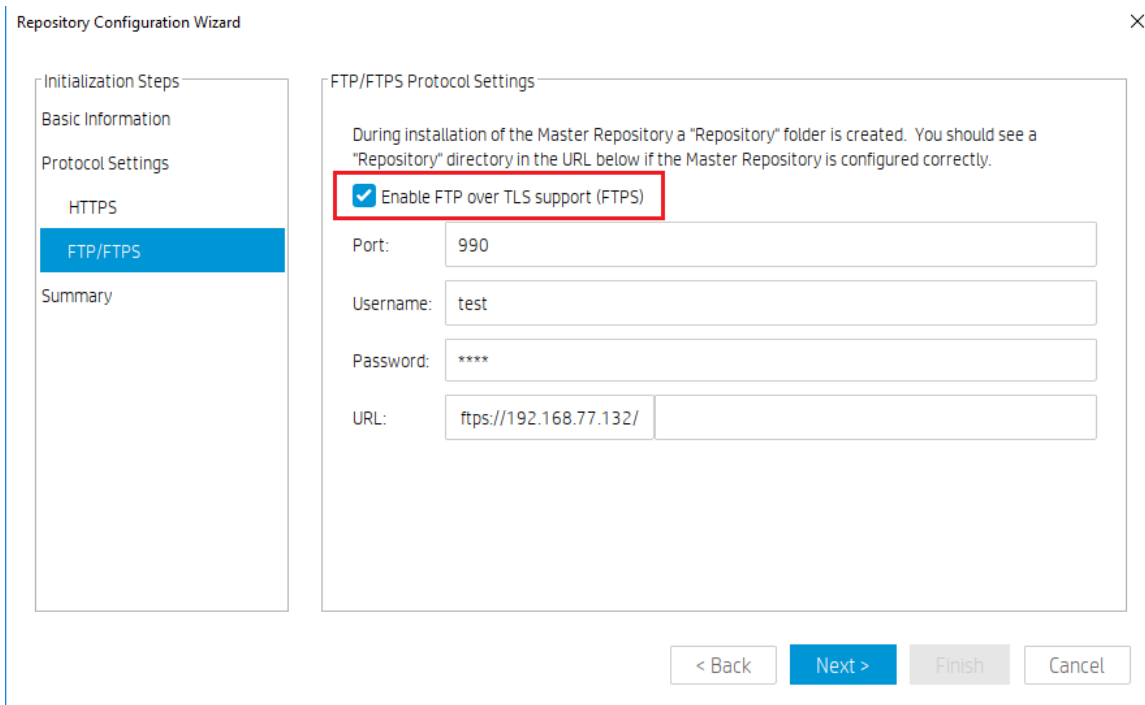 Repository Configuration Wizard
Initialization Steps
Basic Information
Protocol Settings
HTTPS
FTP/FTPS
Summary
FTP/FTPS Protocol Settings
During installation of the Master Repository a "Repository" folder is created.  You should see a
"Repository" directory in the URL below if the Master Repository is configured correctly.
Enable FTP over TLS support (FTPS)
Port: 990
Username: test
Password: ****
URL: ftps://192.168.77.132/
< Back Next > Finish Cancel